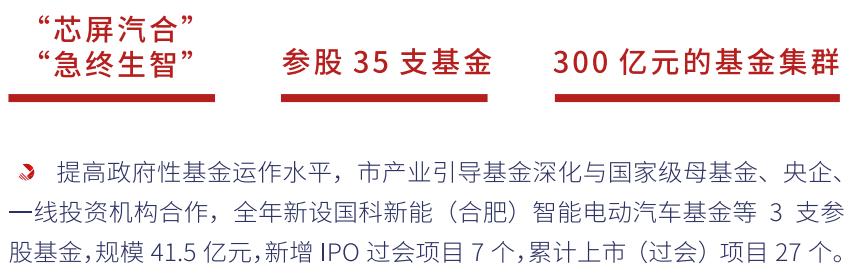 “芯屏汽合”
“急终生智”
参股 35 支基金
300 亿元的基金集群
提高政府性基金运作水平，市产业引导基金深化与国家级母基金、央企、
一线投资机构合作，全年新设国科新能（合肥）智能电动汽车基金等 3 支参
股基金，规模 41.5 亿元，新增 IPO 过会项目 7 个，累计上市（过会）项目 27 个。